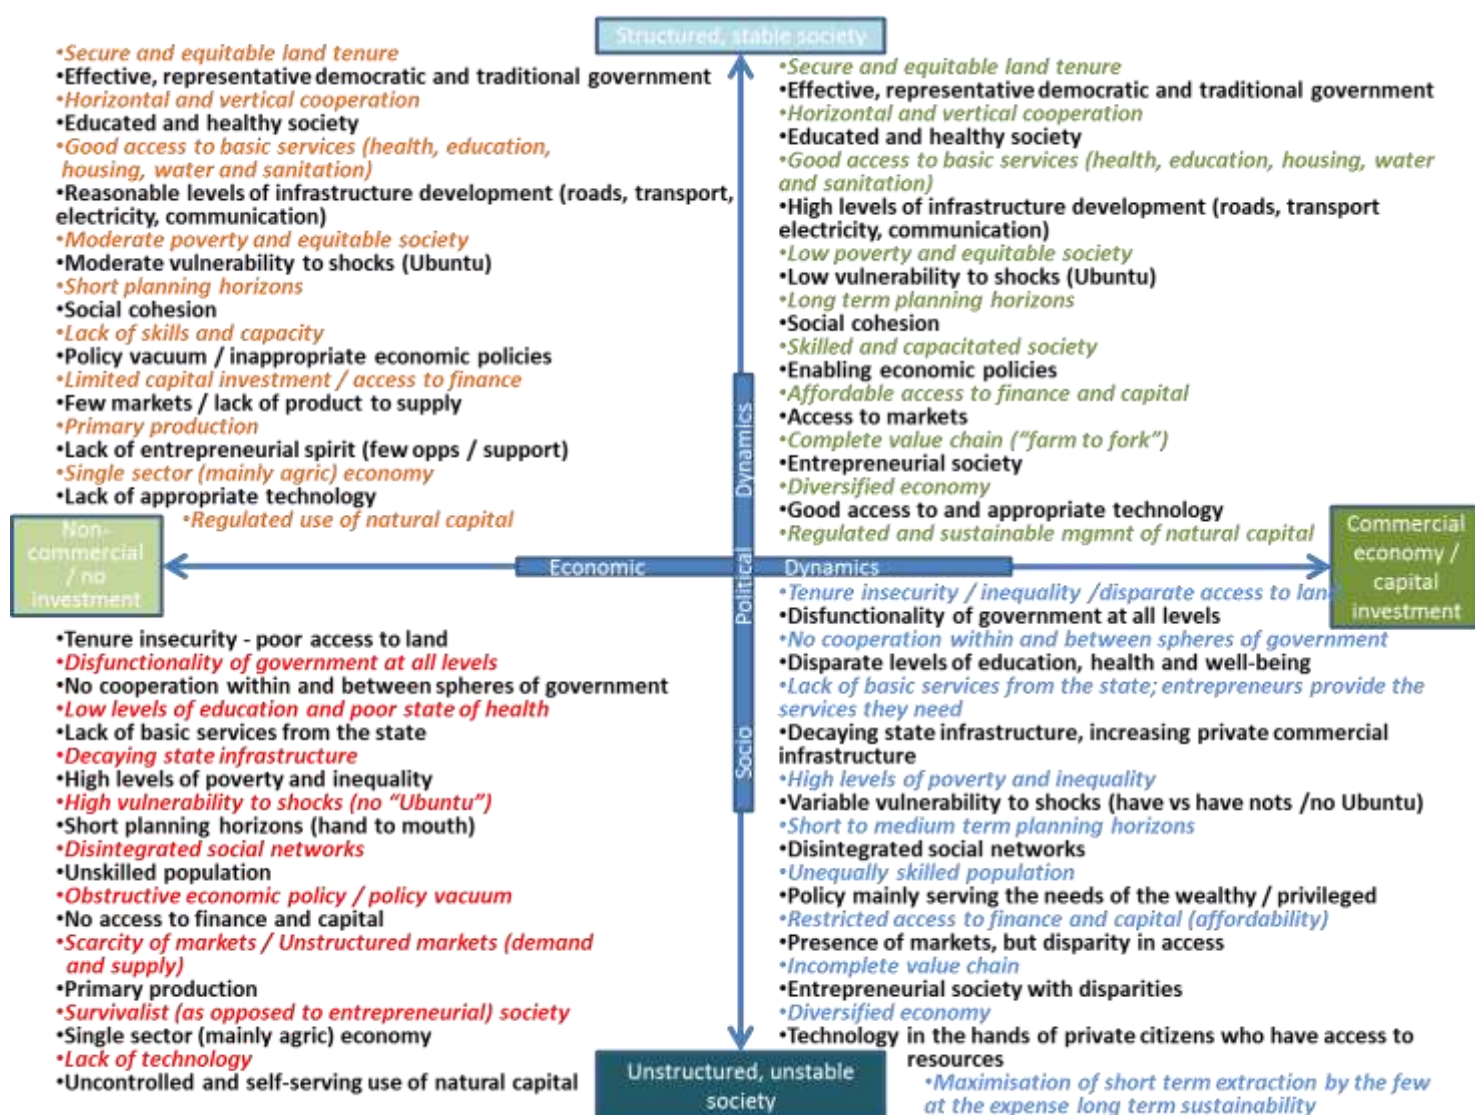 Structured, stable society
•Secure and equitable land tenure
•Effective, representative democratic and traditional government
•Horizontal and vertical cooperation
•Educated and healthy society
•Good access to basic services (health, education,
housing, water and sanitation)
•Reasonable levels of infrastructure development (roads, transport,
electricity, communication)
•Moderate poverty and equitable society
•Moderate vulnerability to shocks (Ubuntu)
•Short planning horizons
•Social cohesion
•Lack of skills and capacity
•Policy vacuum / inappropriate economic policies
•Limited capital investment / access to finance
•Few markets / lack of product to supply
•Primary production
•Lack of entrepreneurial spirit (few opps / support)
•Single sector (mainly agric) economy
•Lack of appropriate technology
•Regulated use of natural capital
•Secure and equitable land tenure
•Effective, representative democratic and traditional government
•Horizontal and vertical cooperation
•Educated and healthy society
•Good access to basic services (health, education, housing, water
and sanitation)
•High levels of infrastructure development (roads, transport
electricity, communication)
•Low poverty and equitable society
•Low vulnerability to shocks (Ubuntu)
•Long term planning horizons
•Social cohesion
•Skilled and capacitated society
•Enabling economic policies
•Affordable access to finance and capital
•Access to markets
•Complete value chain (“farm to fork”)
•Entrepreneurial society
•Diversified economy
•Good access to and appropriate technology
•Regulated and sustainable mgmnt of natural capital
Non-
commercial
/ no
investment
Economic Dynamics
Socio Political Dynamics
Commercial
economy /
capital
investment
•Tenure insecurity - poor access to land
•Disfunctionality of government at all levels
•No cooperation within and between spheres of government
•Low levels of education and poor state of health
•Lack of basic services from the state
•Decaying state infrastructure
•High levels of poverty and inequality
•High vulnerability to shocks (no “Ubuntu”)
•Short planning horizons (hand to mouth)
•Disintegrated social networks
•Unskilled population
•Obstructive economic policy / policy vacuum
•No access to finance and capital
•Scarcity of markets / Unstructured markets (demand
and supply)
•Primary production
•Survivalist (as opposed to entrepreneurial) society
•Single sector (mainly agric) economy
•Lack of technology
•Uncontrolled and self-serving use of natural capital
•Tenure insecurity / inequality /disparate access to land
•Disfunctionality of government at all levels
•No cooperation within and between spheres of government
•Disparate levels of education, health and well-being
•Lack of basic services from the state; entrepreneurs provide the
services they need
•Decaying state infrastructure, increasing private commercial
infrastructure
•High levels of poverty and inequality
•Variable vulnerability to shocks (have vs have nots /no Ubuntu)
•Short to medium term planning horizons
•Disintegrated social networks
•Unequally skilled population
•Policy mainly serving the needs of the wealthy / privileged
•Restricted access to finance and capital (affordability)
•Presence of markets, but disparity in access
•Incomplete value chain
•Entrepreneurial society with disparities
•Diversified economy
•Technology in the hands of private citizens who have access to
resources
•Maximisation of short term extraction by the few
at the expense long term sustainability
Unstructured, unstable
society